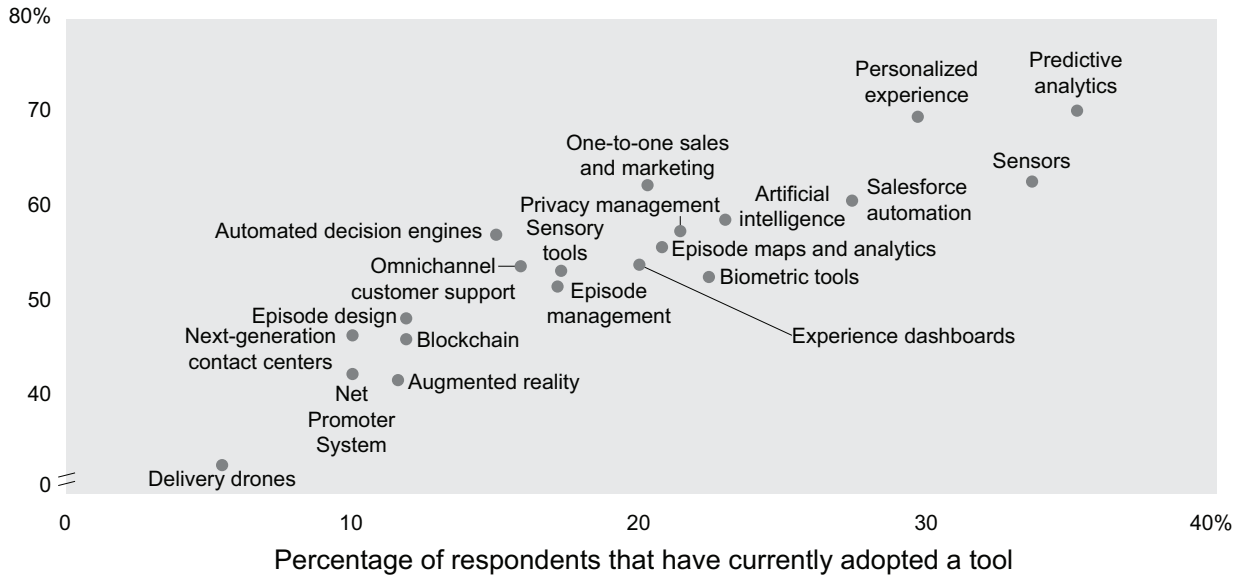 80%
70
60
50
40
0
Personalized
experience
Predictive
analytics
One-to-one sales
and marketing
Sensors
Privacy management
Artificial
intelligence
Salesforce
automation
Automated decision engines
Sensory
tools
Episode maps and analytics
Omnichannel
customer support
Biometric tools
Episode
management
Episode design
Next-generation
contact centers
Blockchain
Experience dashboards
Augmented reality
Net
Promoter
System
Delivery drones
0
10
20
30
40%
Percentage of respondents that have currently adopted a tool